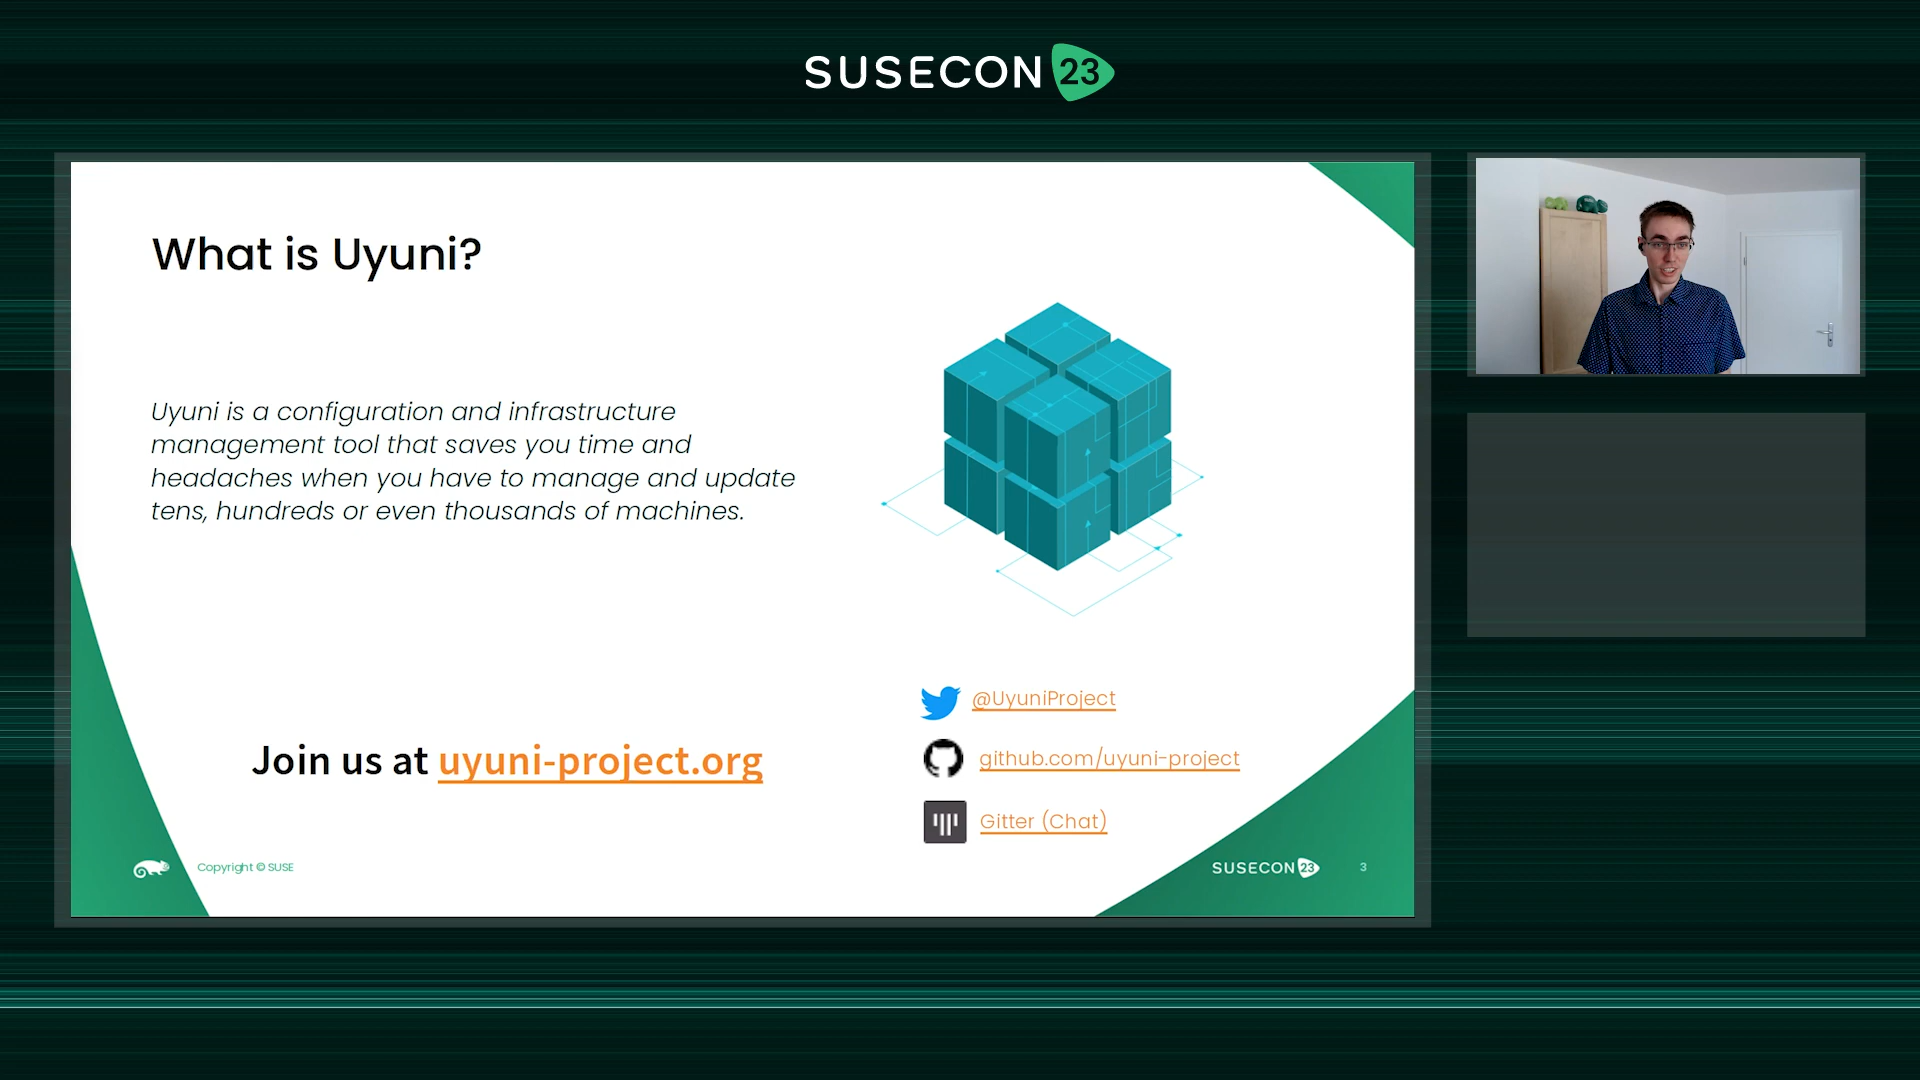 SUSECON 23
What is Uyuni?
Uyuni is a configuration and infrastructure
management tool that saves you time and
headaches when you have to manage and update
tens, hundreds or even thousands of machines.
@UyuniProject
github.com/uyuni-project
Gitter (Chat)
Join us at uyuni-project.org
Copyright © SUSE
SUSECON 23
3